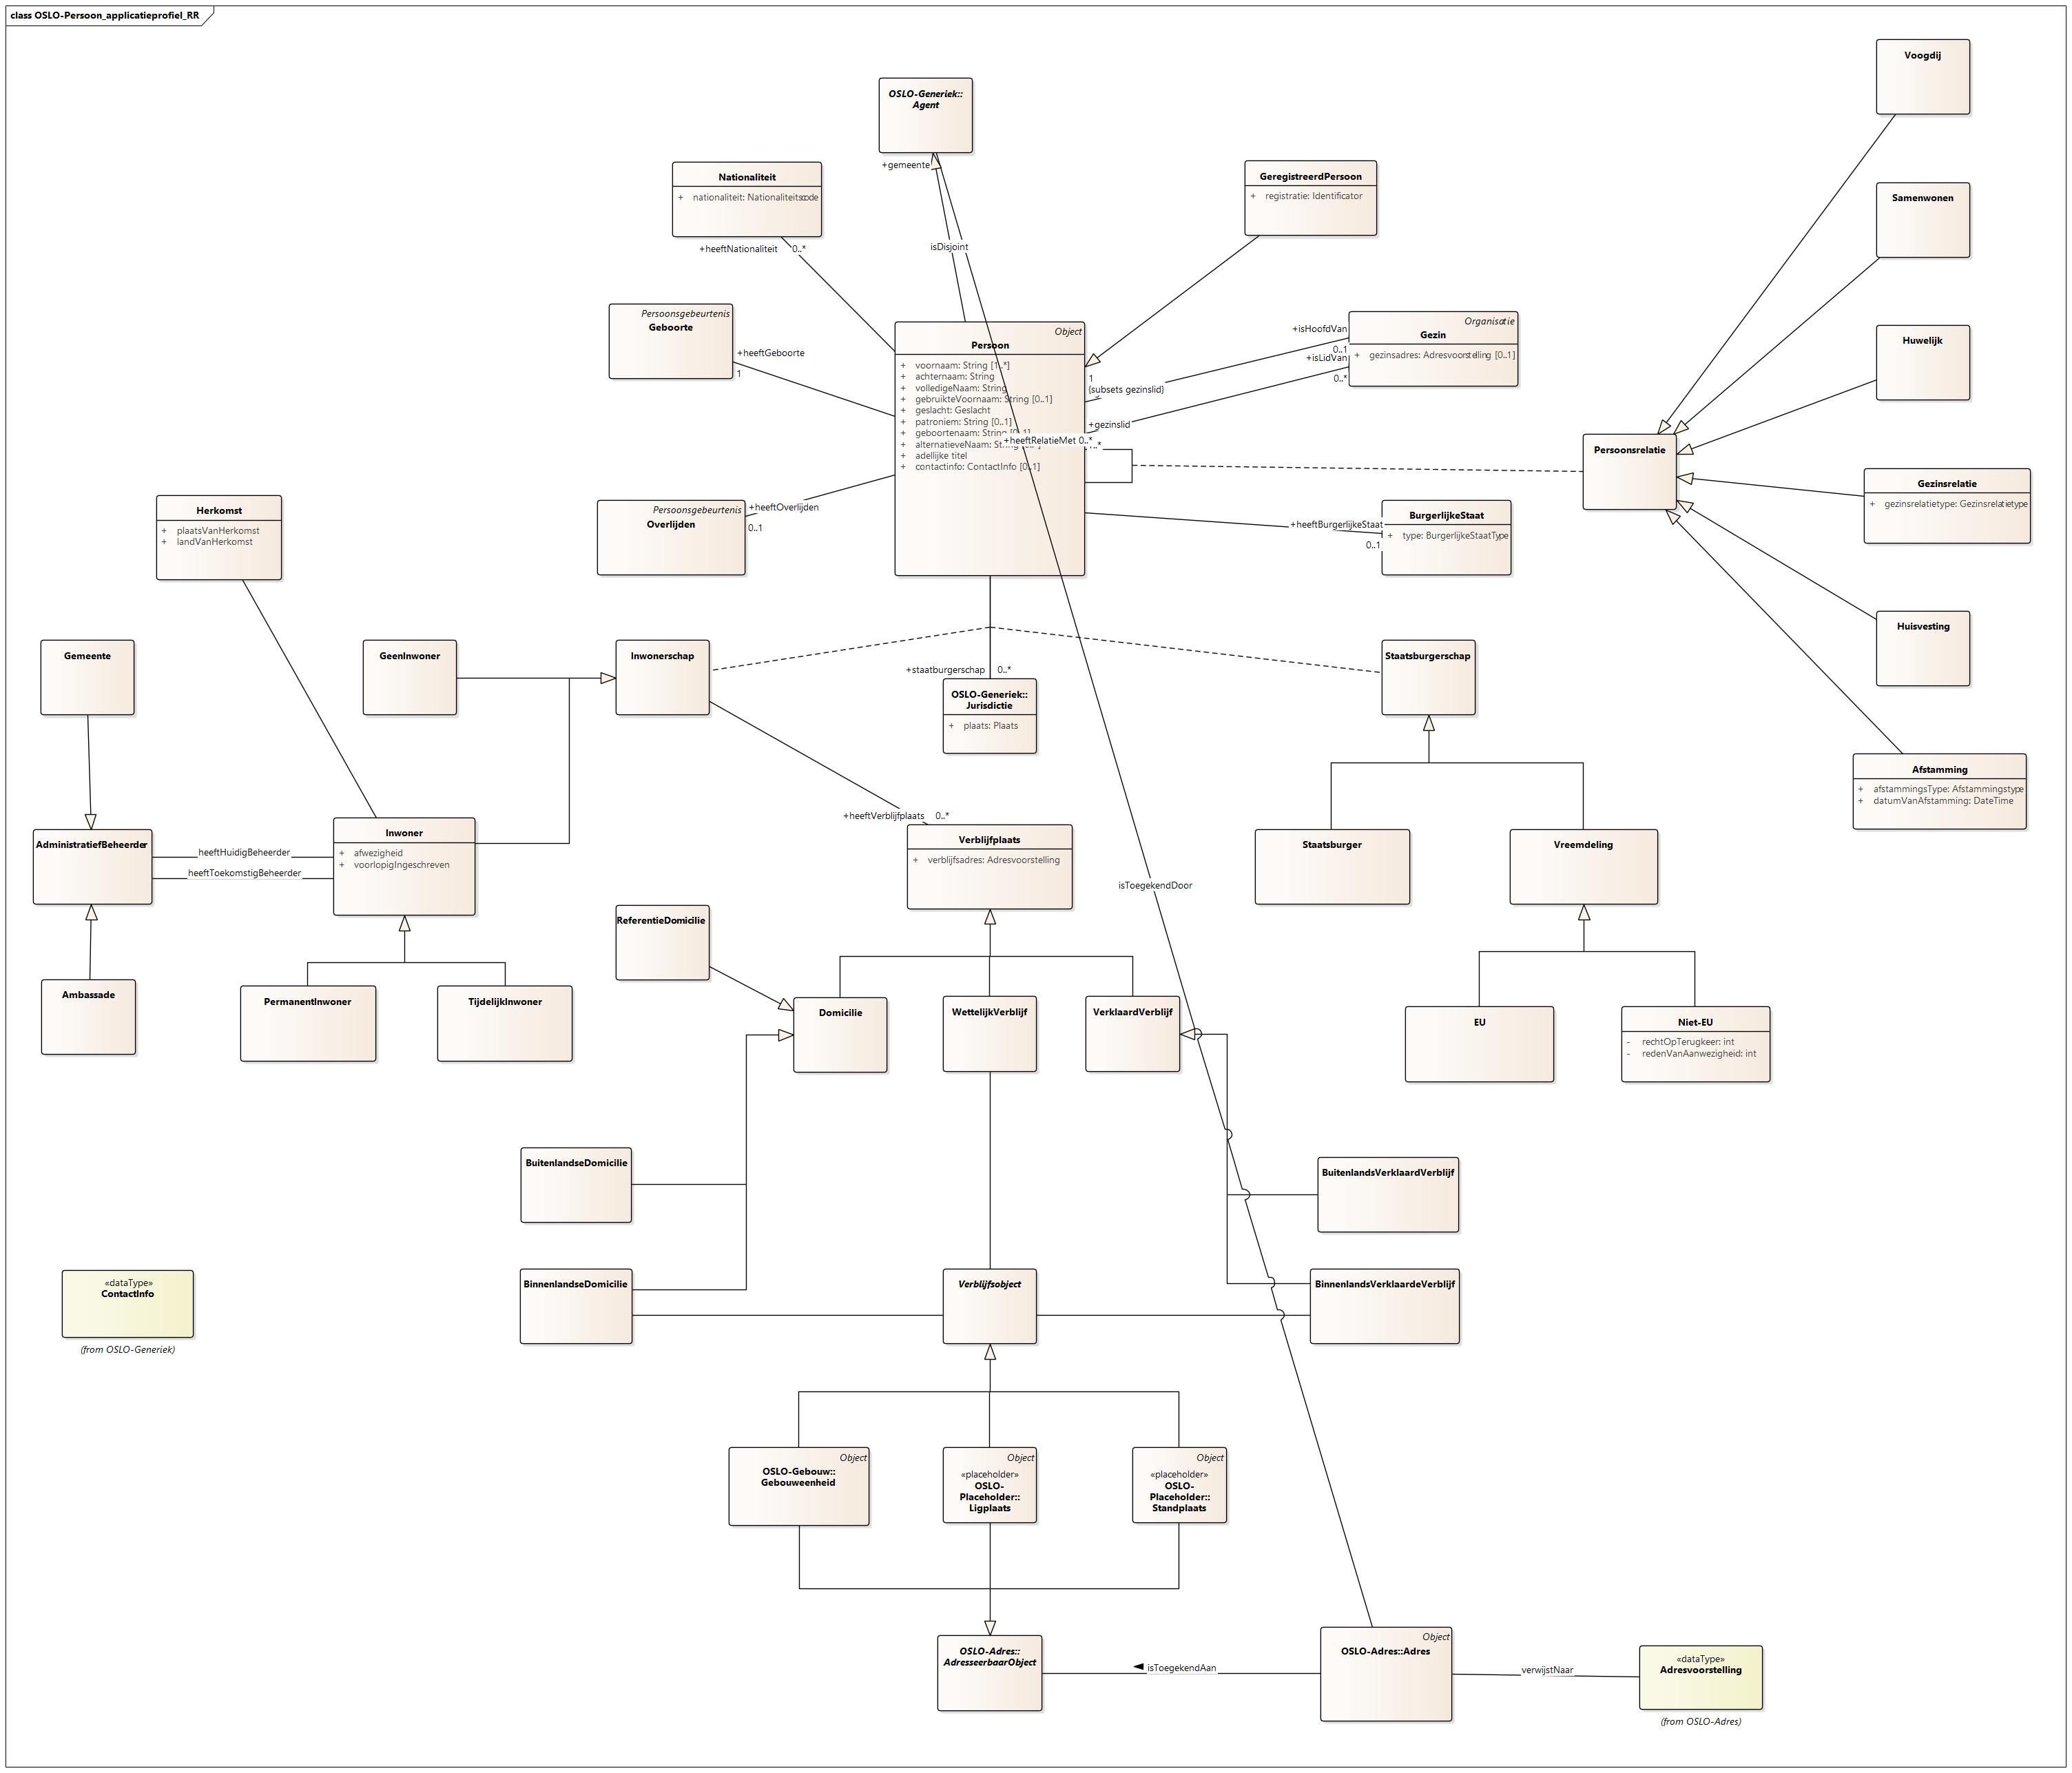 class OSLO-Persoon_applicatieprofiel_RR
Voogdij
OSLO-Generiek::
Agent
+gemeente
Nationaliteit
+ nationaliteit: Nationaliteitscode
+heeftNationaliteit 0..*
isDisjoint
GeregistreerdPersoon
+ registratie: Identificator
Samenwonen
Persoonsgebeurtenis
Geboorte
+heeftGeboorte
1
Object
Persoon
+ voornaam: String [1..*]
+ achternaam: String
+ volledigeNaam: String
+ gebruikteVoornaam: String [0..1]
+ geslacht: Geslacht
+ patroniem: String [0..1]
+ geboortenaam: String [0..1]
+ alternatieveNaam: String
+ adellijke titel
+ contactinfo: ContactInfo [0..1]
+isHoofdVan
0..1
+isLidVan
0..*
Organisatie
Gezin
+ gezinsadres: Adresvoorstelling [0..1]
1
{subsets gezinslid}
+gezinslid
+heeftRelatieMet 0..*
Huwelijk
Persoonsrelatie
Gezinsrelatie
+ gezinsrelatietype: Gezinsrelatietype
Persoonsgebeurtenis
Overlijden
+heeftOverlijden
0..1
+heeftBurgerlijkeStaat
0..1
BurgerlijkeStaat
+ type: BurgerlijkeStaatType
Herkomst
+ plaatsVanHerkomst
+ landVanHerkomst
Huisvesting
Gemeente
GeenInwoner
Inwonerschap
+staatburgerschap 0..*
OSLO-Generiek::
Jurisdictie
+ plaats: Plaats
Staatsburgerschap
Afstamming
+ afstammingsType: Afstammingstype
+ datumVanAfstamming: DateTime
AdministratiefBeheerder
heeftHuidigBeheerder
heeftToekomstigBeheerder
Inwoner
+ afwezigheid
+ voorlopigIngeschreven
+heeftVerblijfplaats 0..*
Verblijfplaats
+ verblijfsadres: Adresvoorstelling
isToegekendDoor
Staatsburger
Vreemdeling
ReferentieDomicilie
Ambassade
PermanentInwoner
TijdelijkInwoner
Domicilie
WettelijkVerblijf
VerklaardVerblijf
EU
Niet-EU
- rechtOpTerugkeer: int
- redenVanAanwezigheid: int
BuitenlandseDomicilie
BuitenlandsVerklaardVerblijf
«dataType»
ContactInfo
(from OSLO-Generiek)
BinnenlandseDomicilie
Verblijfsobject
BinnenlandsVerklaardeVerblijf
Object
OSLO-Gebouw::
Gebouweenheid
Object
«placeholder»
OSLO-
Placeholder::
Ligplaats
Object
«placeholder»
OSLO-
Placeholder::
Standplaats
OSLO-Adres::
AdresseerbaarObject
isToegekendAan
Object
OSLO-Adres::Adres
verwijstNaar
«dataType»
Adresvoorstelling
(from OSLO-Adres)